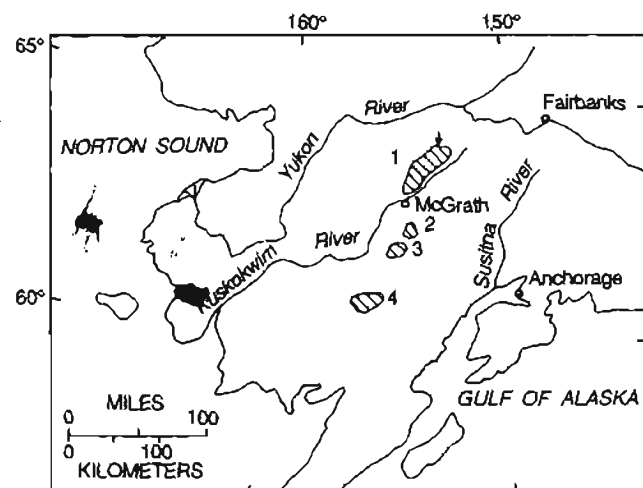 160°
150°
65°
Fairbanks
River
NORTON SOUND
Yukon
1
River
McGrath
2
River
3
Susitna
Kuskokwim
60°
4
Anchorage
MILES
0 100
GULF OF ALASKA
0 100
KILOMETERS